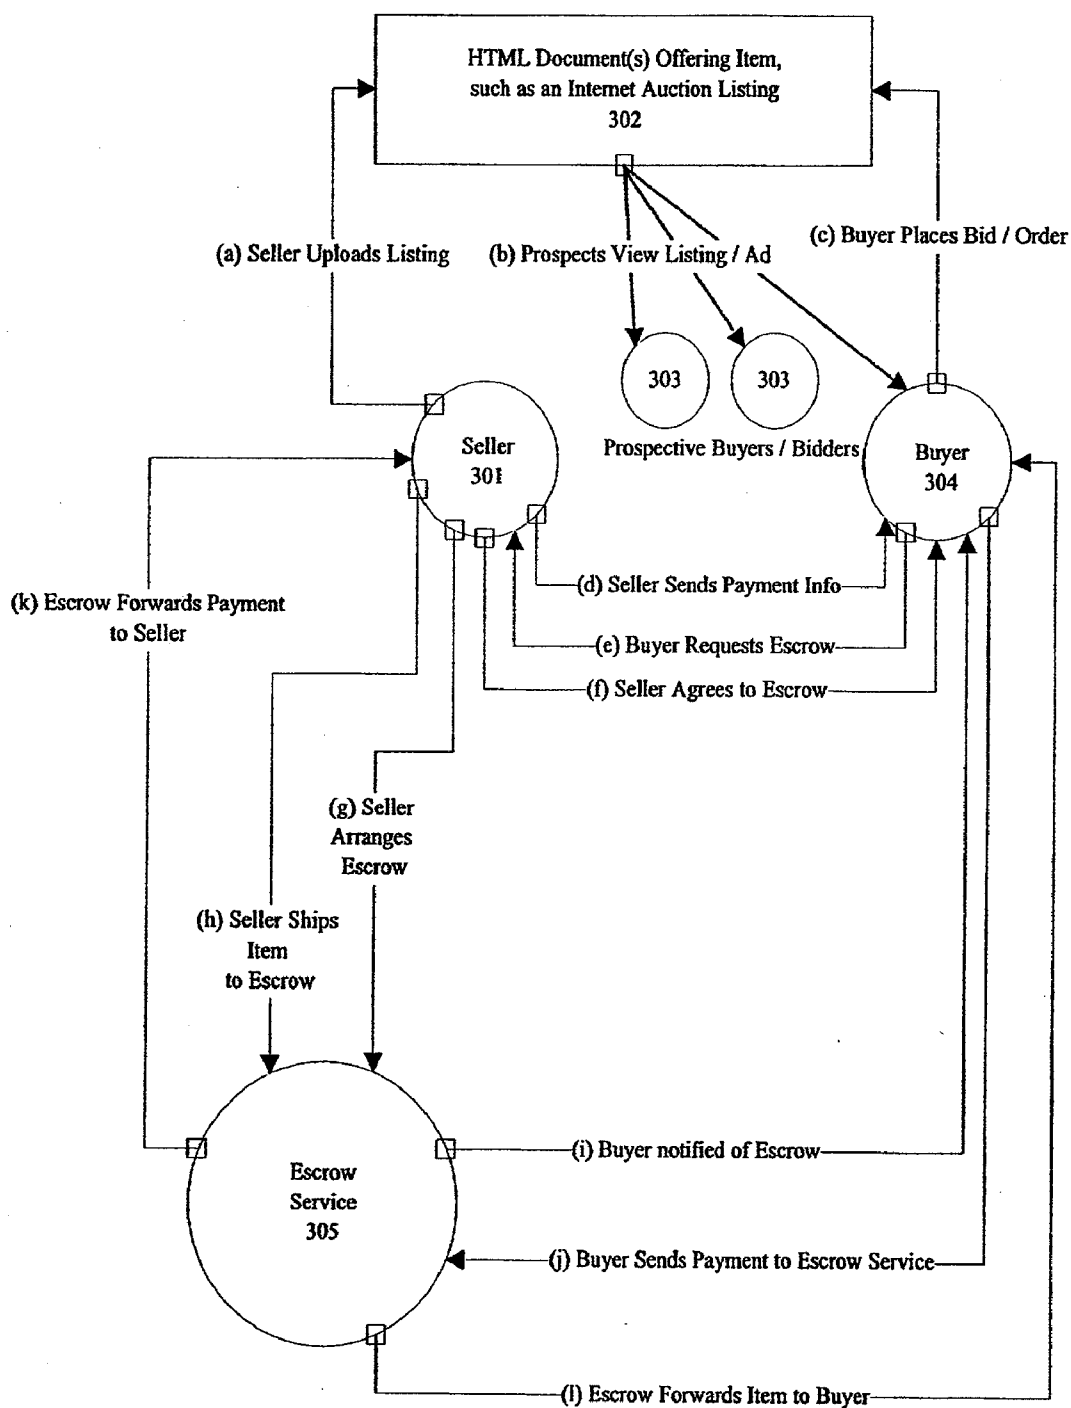 HTML Document(s) Offering Item,
such as an Internet Auction Listing
302
(c) Buyer Places Bid / Order
(a) Seller Uploads Listing
(b) Prospects View Listing / Ad
303
303
Prospective Buyers / Bidders
Seller
301
Buyer
304
(d) Seller Sends Payment Info
(k) Escrow Forwards Payment
to Seller
(e) Buyer Requests Escrow
(f) Seller Agrees to Escrow
(g) Seller
Arranges
Escrow
(h) Seller Ships
Item
to Escrow
(i) Buyer notified of Escrow
Escrow
Service
305
(j) Buyer Sends Payment to Escrow Service
(l) Escrow Forwards Item to Buyer